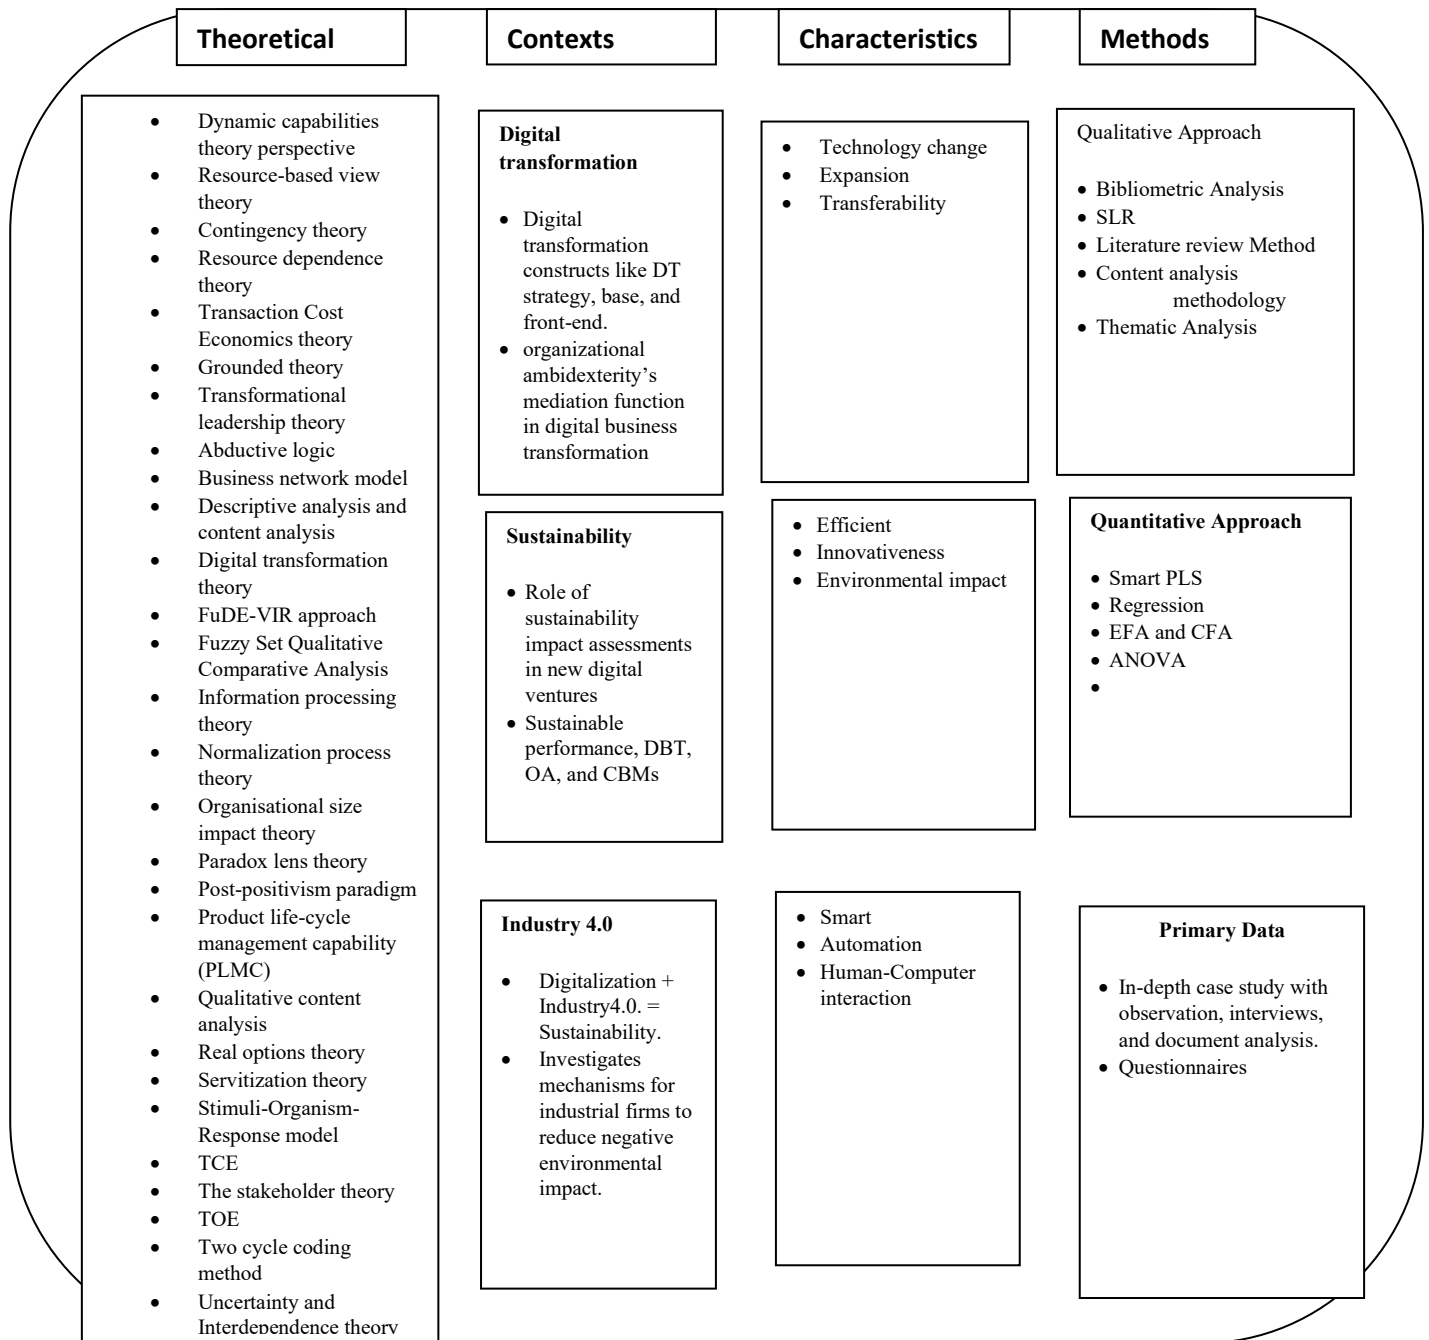 Theoretical
Contexts
Characteristics
Methods
• Dynamic capabilities
theory perspective
• Resource-based view
theory
• Contingency theory
• Resource dependence
theory
• Transaction Cost
Economics theory
• Grounded theory
• Transformational
leadership theory
• Abductive logic
• Business network model
• Descriptive analysis and
content analysis
• Digital transformation
theory
• FuDE-VIR approach
• Fuzzy Set Qualitative
Comparative Analysis
• Information processing
theory
• Normalization process
theory
• Organisational size
impact theory
• Paradox lens theory
• Post-positivism paradigm
• Product life-cycle
management capability
(PLMC)
• Qualitative content
analysis
• Real options theory
• Servitization theory
• Stimuli-Organism-
Response model
• TCE
• The stakeholder theory
• TOE
• Two cycle coding
method
• Uncertainty and
Interdependence theory
Digital
transformation
• Digital
transformation
constructs like DT
strategy, base, and
front-end.
• organizational
ambidexterity’s
mediation function
in digital business
transformation
Sustainability
• Role of
sustainability
impact assessments
in new digital
ventures
• Sustainable
performance, DBT,
OA, and CBMs
Industry 4.0
• Digitalization +
Industry4.0. =
Sustainability.
• Investigates
mechanisms for
industrial firms to
reduce negative
environmental
impact.
• Technology change
• Expansion
• Transferability
• Efficient
• Innovativeness
• Environmental impact
• Smart
• Automation
• Human-Computer
interaction
Qualitative Approach
• Bibliometric Analysis
• SLR
• Literature review Method
• Content analysis
methodology
• Thematic Analysis
Quantitative Approach
• Smart PLS
• Regression
• EFA and CFA
• ANOVA
•
Primary Data
• In-depth case study with
observation, interviews,
and document analysis.
• Questionnaires